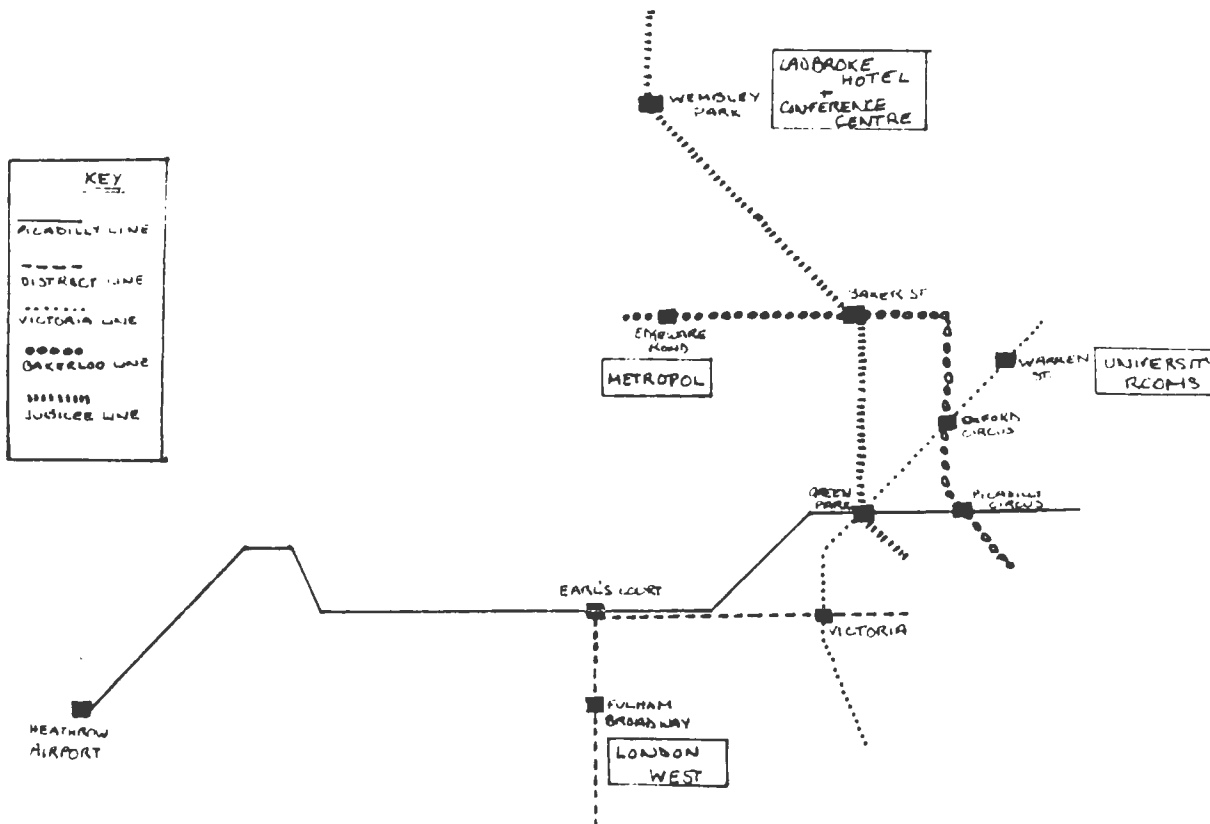 LADBROKE
HOTEL
+
CONFERENCE
CENTRE
WEMBLEY
PARK
KEY
PICADILLY LINE
DISTRICT LINE
VICTORIA LINE
BAKERLOO LINE
JUBILEE LINE
BAKER ST
EDGEWARE
ROAD
METROPOL
WARREN
ST.
UNIVERSITY
ROOMS
OXFORD
CIRCUS
GREEN
PARK
PICADILLY
CIRCUS
EARL'S COURT
VICTORIA
HEATHROW
AIRPORT
FULHAM
BROADWAY
LONDON
WEST